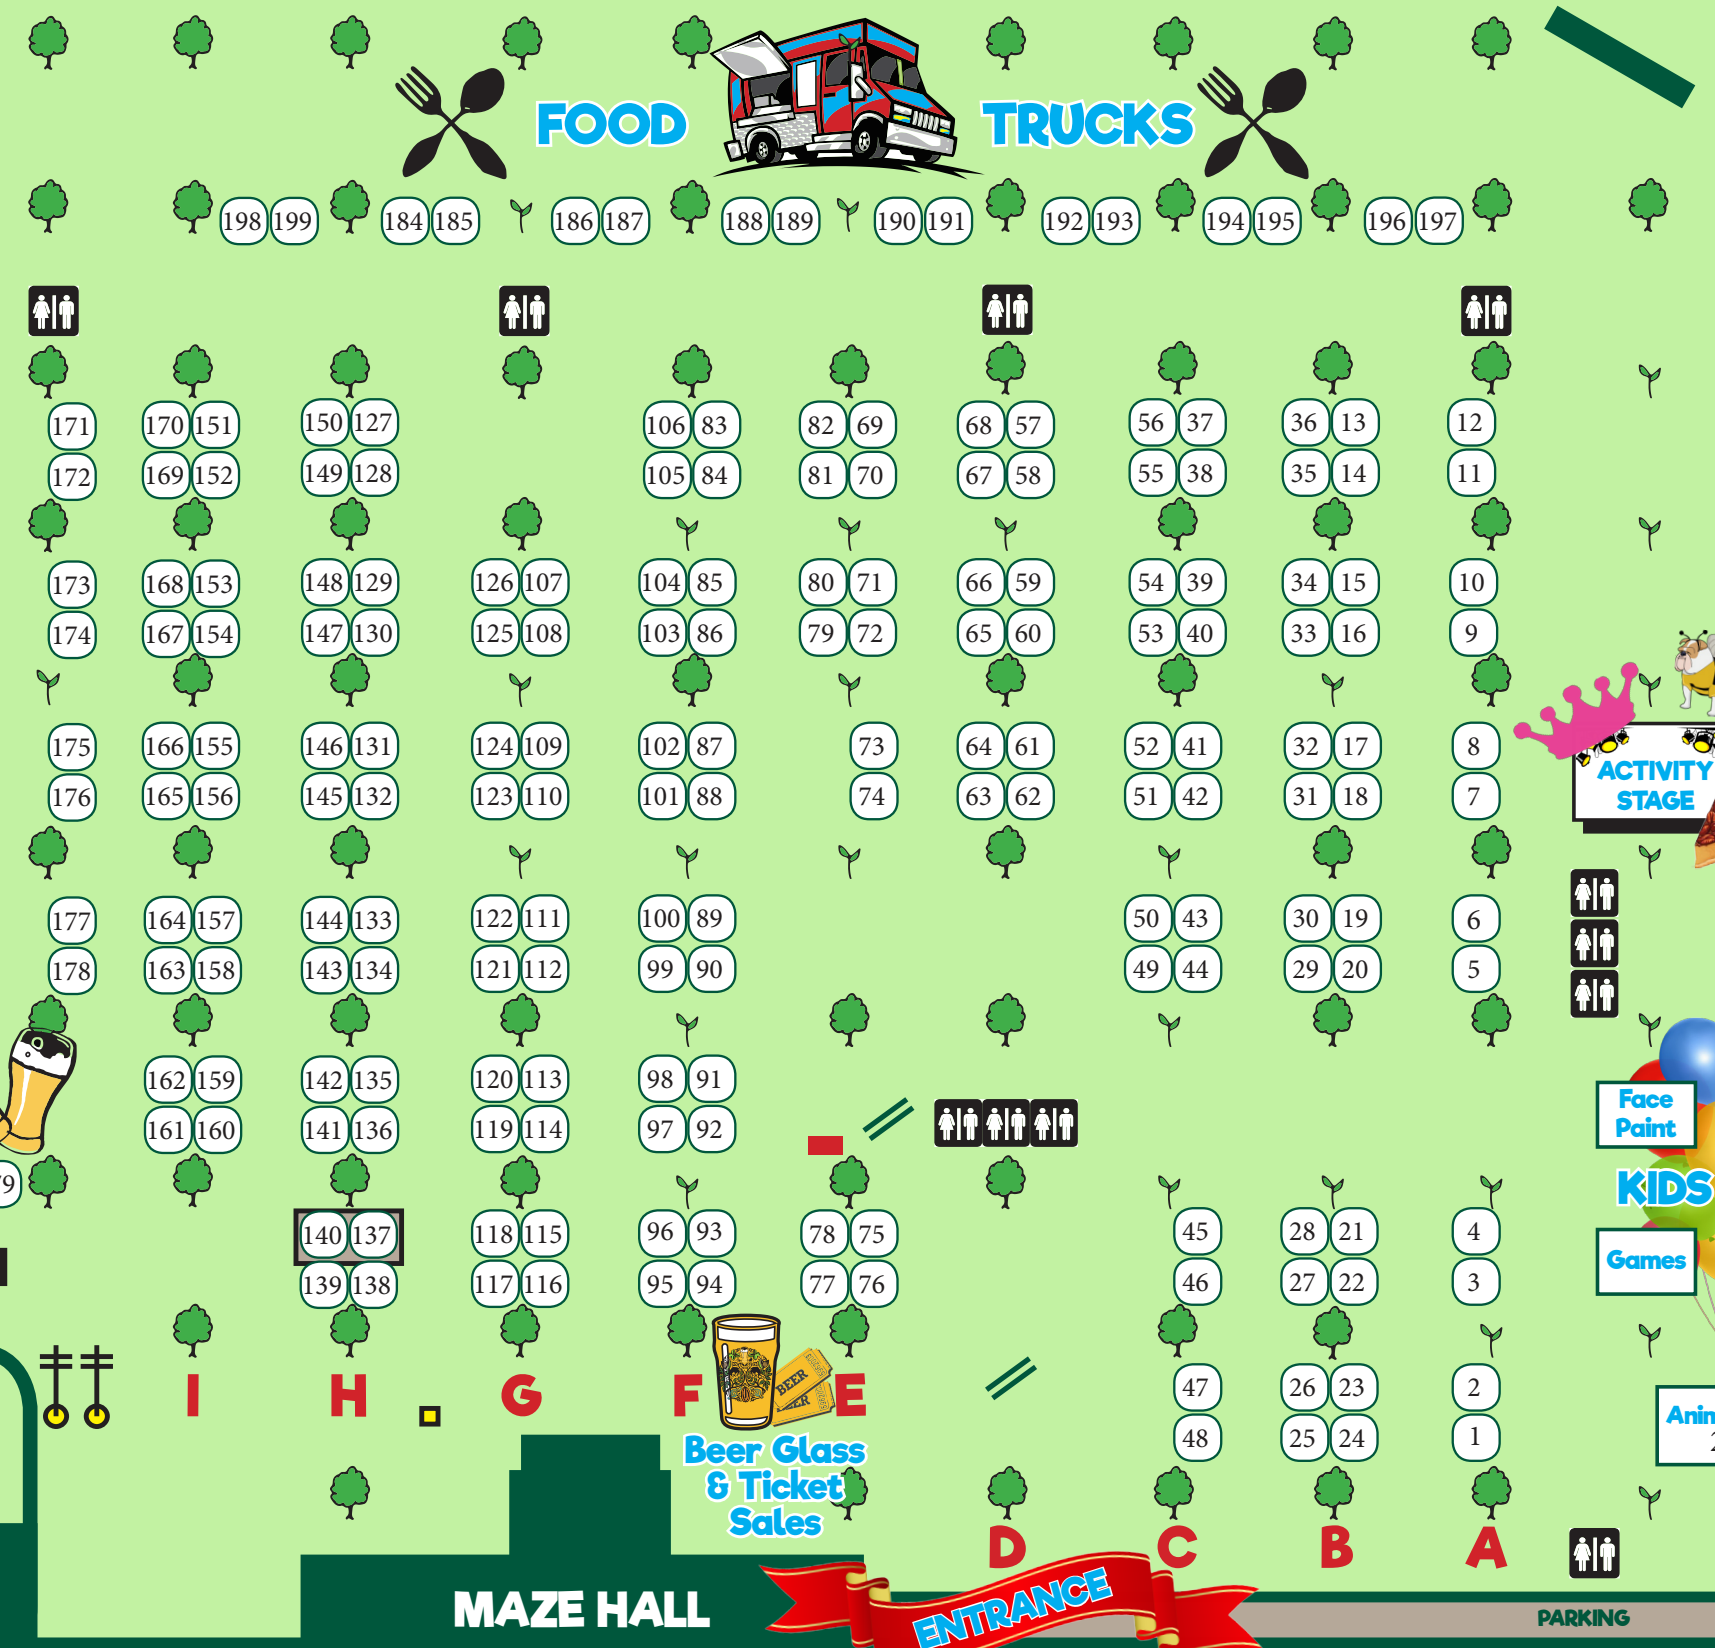 FOOD TRUCKS
198 199 184 185 186 187 188 189 190 191 192 193 194 195 196 197
171 170 151 150 127 106 83 82 69 68 57 56 37 36 13 12
172 169 152 149 128 105 84 81 70 67 58 55 38 35 14 11
173 168 153 148 129 126 107 104 85 80 71 66 59 54 39 34 15 10
174 167 154 147 130 125 108 103 86 79 72 65 60 53 40 33 16 9
175 166 155 146 131 124 109 102 87 73 64 61 52 41 32 17 8
176 165 156 145 132 123 110 101 88 74 63 62 51 42 31 18 7
ACTIVITY
STAGE
177 164 157 144 133 122 111 100 89 50 43 30 19 6
178 163 158 143 134 121 112 99 90 49 44 29 20 5
162 159 142 135 120 113 98 91
161 160 141 136 119 114 97 92
Face
Paint
9
KIDS
140 137 118 115 96 93 78 75 45 28 21 4
139 138 117 116 95 94 77 76 46 27 22 3
Games
47 26 23 2
48 25 24 1
I H G F E
BEER
Beer Glass
& Ticket
Sales
D C B A
MAZE HALL
ENTRANCE
PARKING